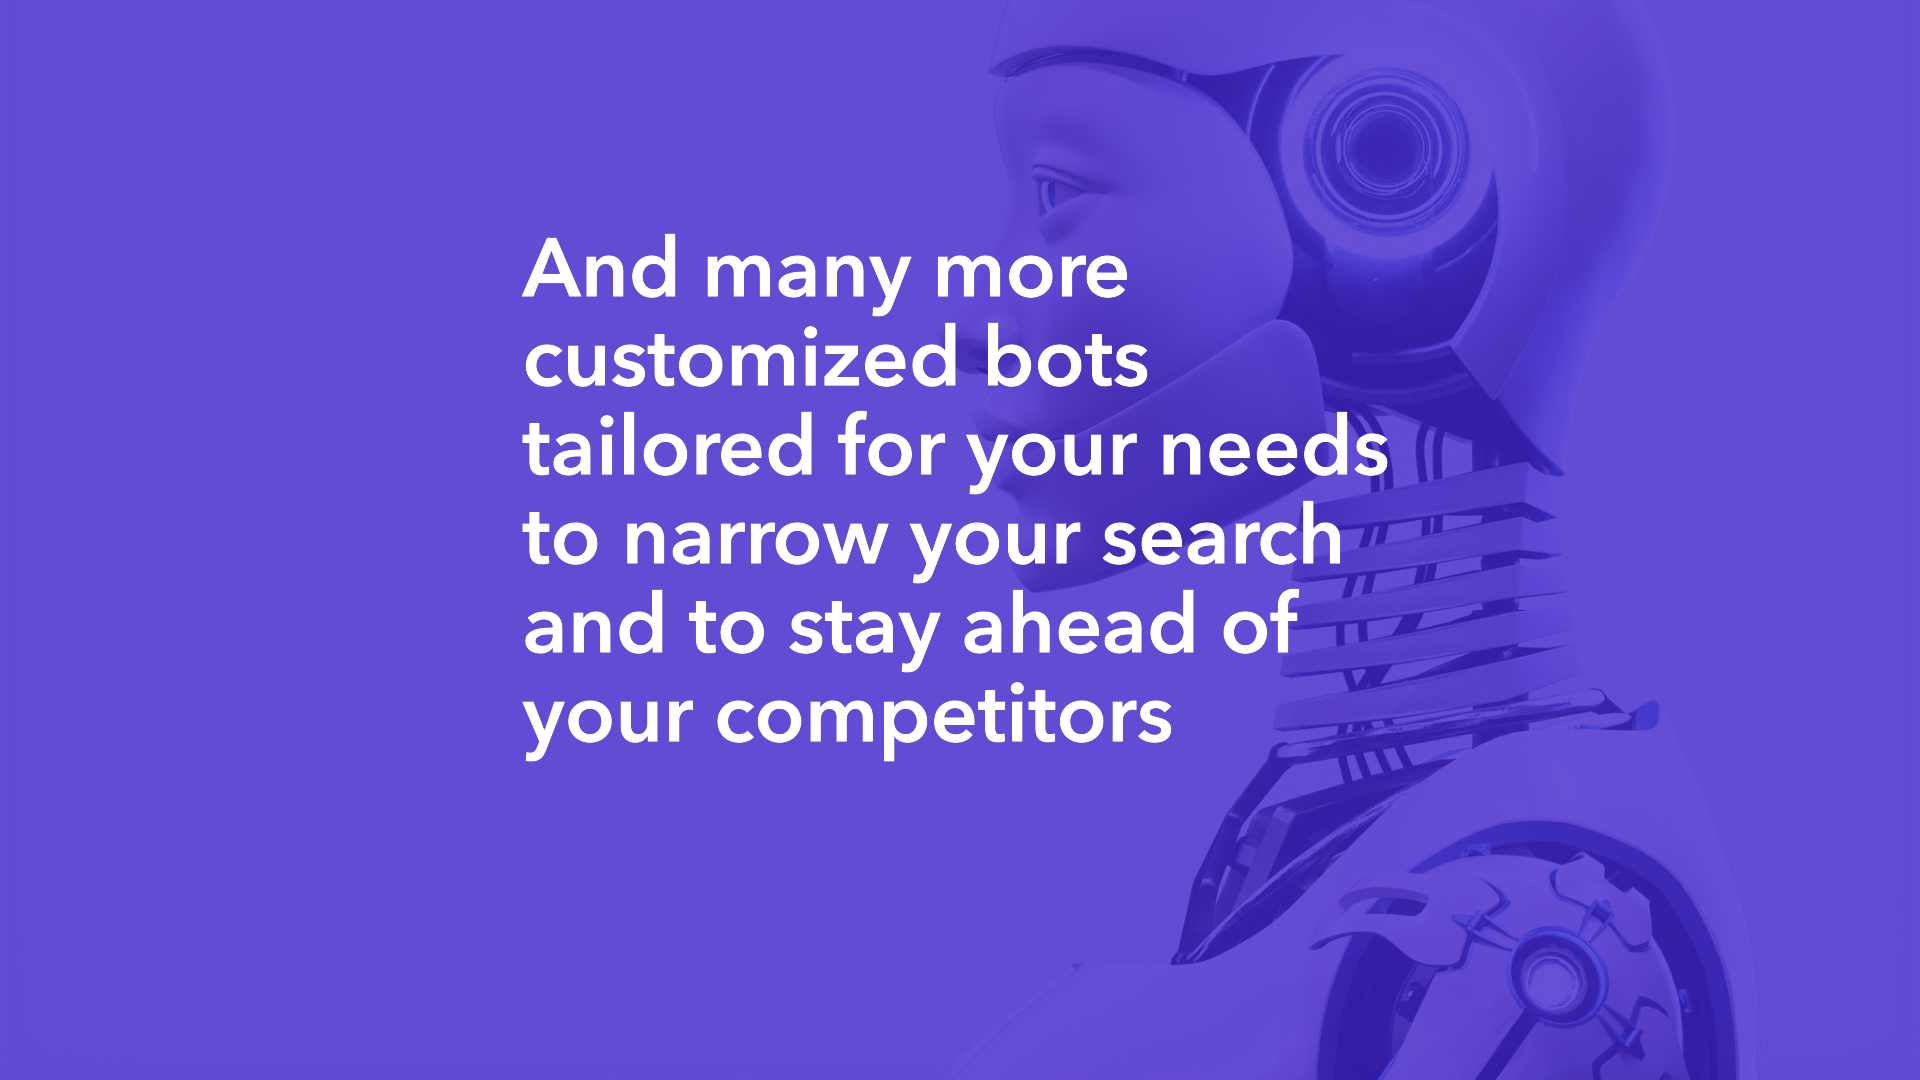 And many more
customized bots
tailored for your needs
to narrow your search
and to stay ahead of
your competitors